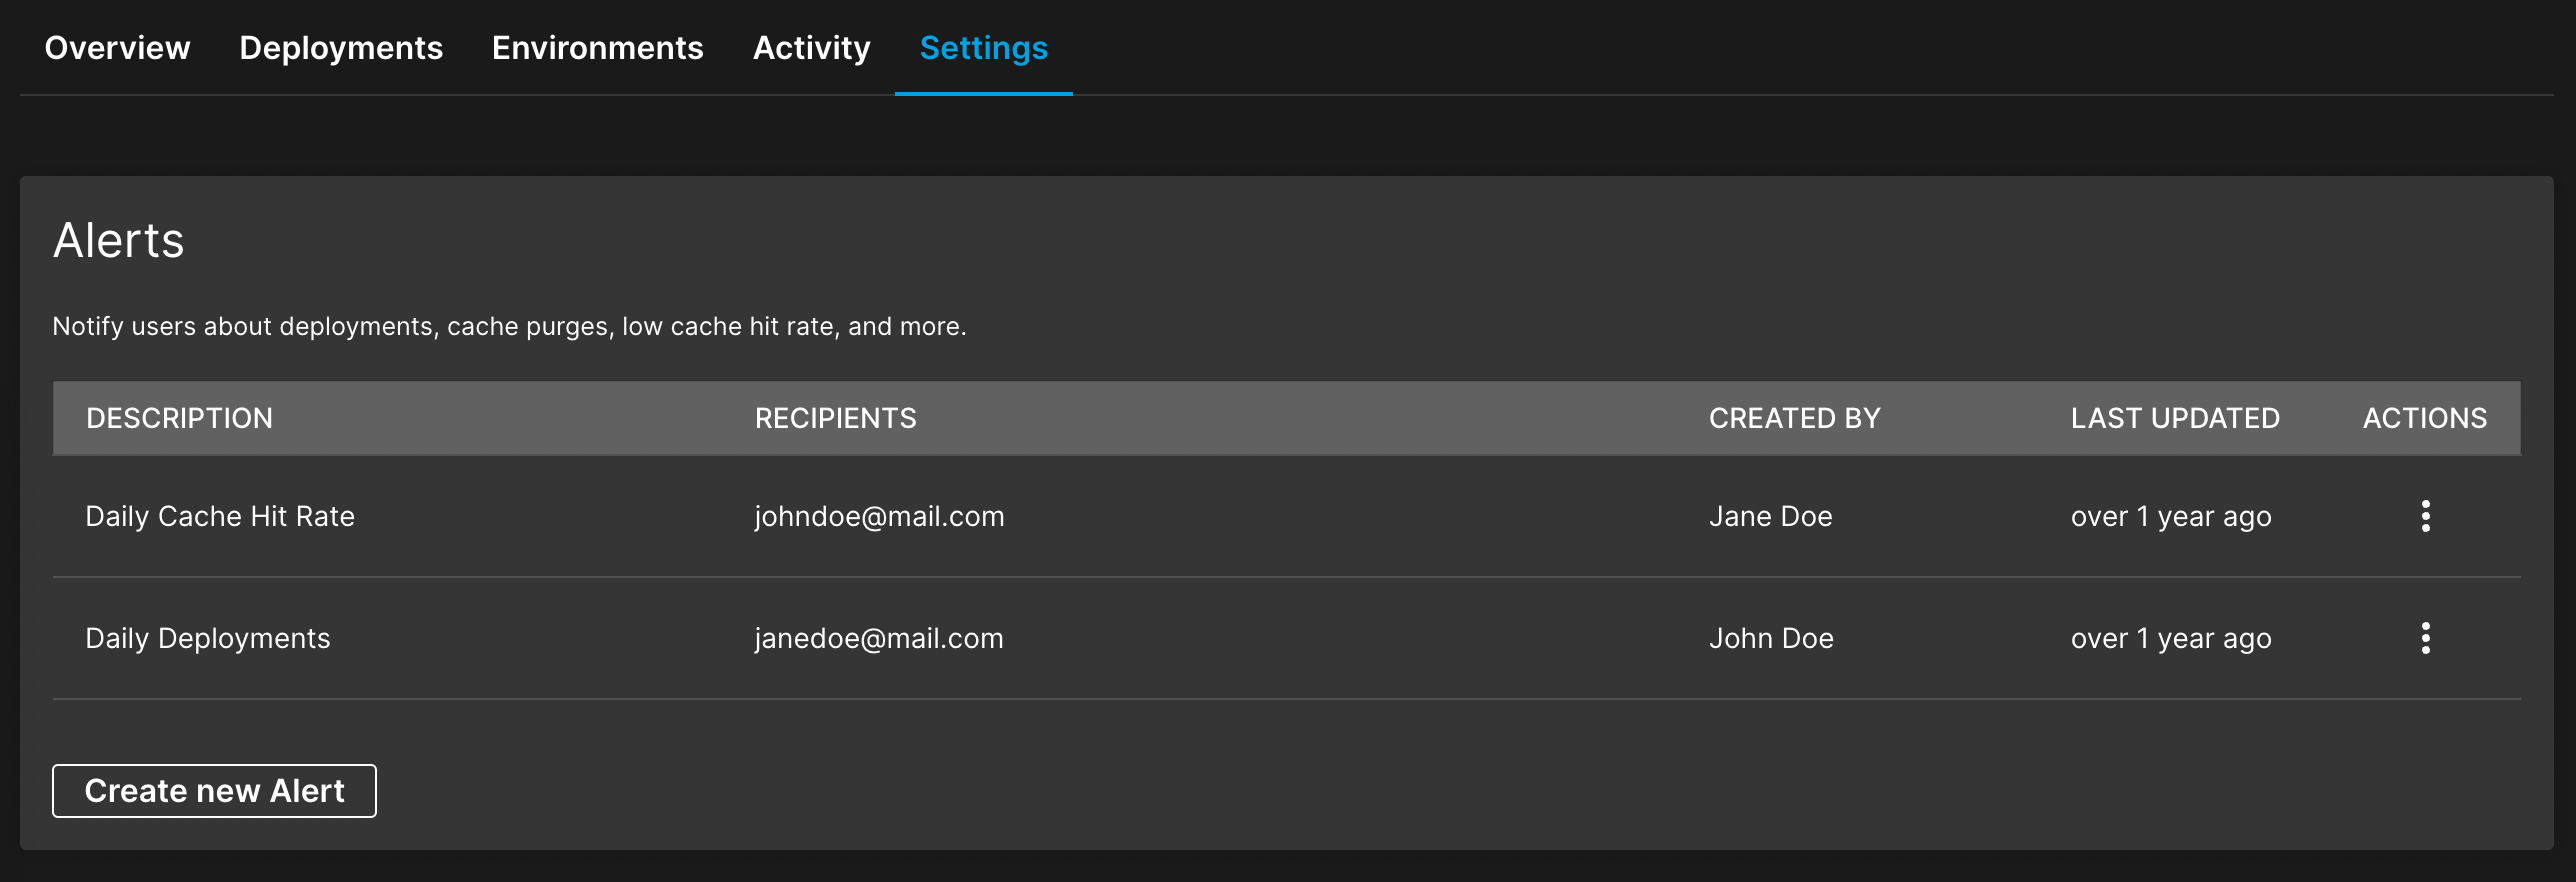 Overview Deployments Environments Activity Settings
Alerts
Notify users about deployments, cache purges, low cache hit rate, and more.
DESCRIPTION RECIPIENTS CREATED BY LAST UPDATED ACTIONS
Daily Cache Hit Rate johndoe@mail.com Jane Doe over 1 year ago
Daily Deployments janedoe@mail.com John Doe over 1 year ago
Create new Alert